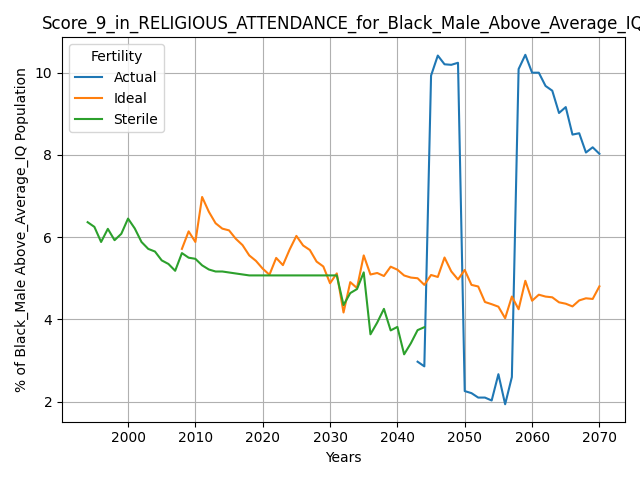 Score_9_in_RELIGIOUS_ATTENDANCE_for_Black_Male_Above_Average_IQ
Fertility
Actual
Ideal
Sterile
% of Black_Male Above_Average_IQ Population
10
8
6
4
2
2000 2010 2020 2030 2040 2050 2060 2070
Years